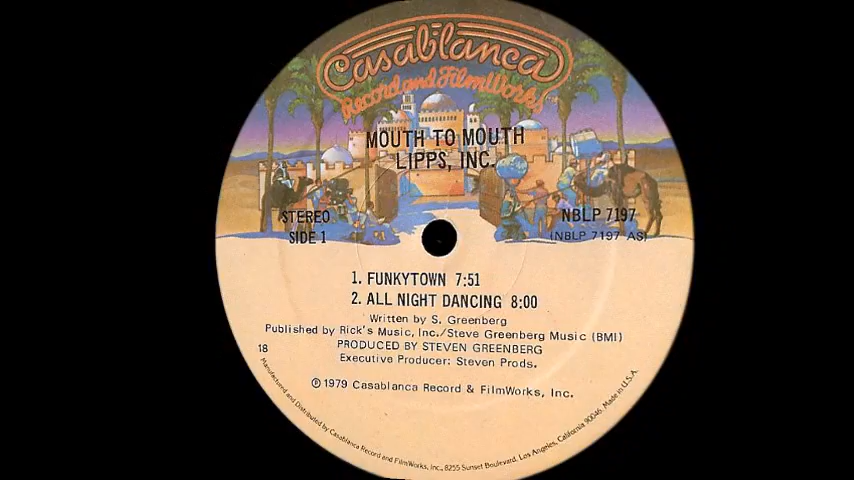 Casablanca
Record and FilmWorks
MOUTH TO MOUTH
LIPPS, INC.
STEREO
SIDE 1
NBLP 7197
(NBLP 7197 AS)
1. FUNKYTOWN 7:51
2. ALL NIGHT DANCING 8:00
Written by S. Greenberg
Published by Rick's Music, Inc./Steve Greenberg Music (BMI)
PRODUCED BY STEVEN GREENBERG
Executive Producer: Steven Prods.
18
℗ 1979 Casablanca Record & FilmWorks, Inc.
Manufactured and Distributed by Casablanca Record and FilmWorks, Inc., 8255 Sunset Boulevard, Los Angeles, California 90046. Made in U.S.A.